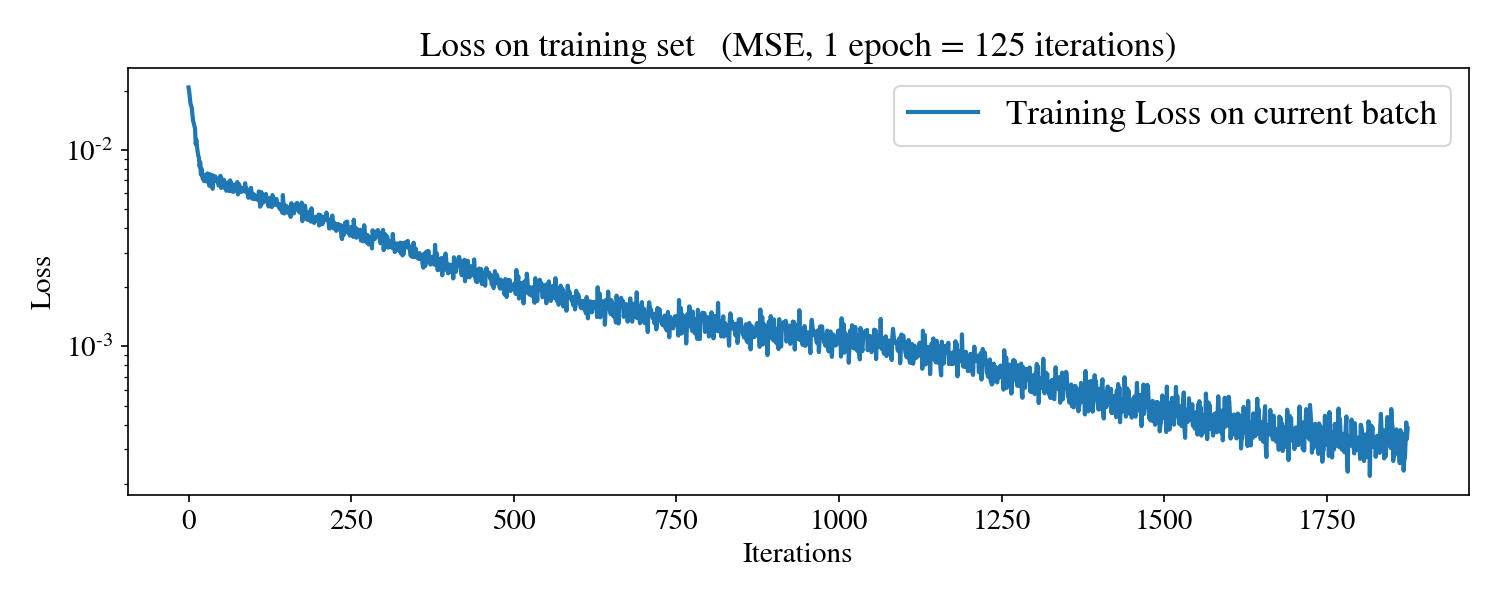 Loss on training set (MSE, 1 epoch = 125 iterations)
Training Loss on current batch
10-2
10-3
Loss
0 250 500 750 1000 1250 1500 1750
Iterations